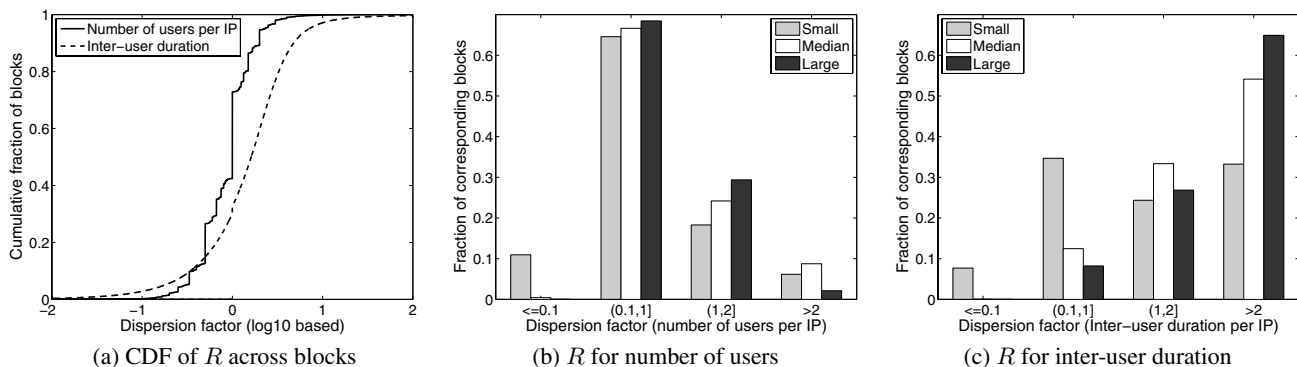 Cumulative fraction of blocks
1
0.8
0.6
0.4
0.2
0
−2
−1
0
1
2
Number of users per IP
Inter−user duration
Dispersion factor (log10 based)
(a) CDF of R across blocks
Fraction of corresponding blocks
0.6
0.5
0.4
0.3
0.2
0.1
0
<=0.1
(0.1,1]
(1,2]
>2
Small
Median
Large
Dispersion factor (number of users per IP)
(b) R for number of users
Fraction of corresponding blocks
0.6
0.5
0.4
0.3
0.2
0.1
0
<=0.1
(0.1,1]
(1,2]
>2
Small
Median
Large
Dispersion factor (Inter−user duration per IP)
(c) R for inter-user duration